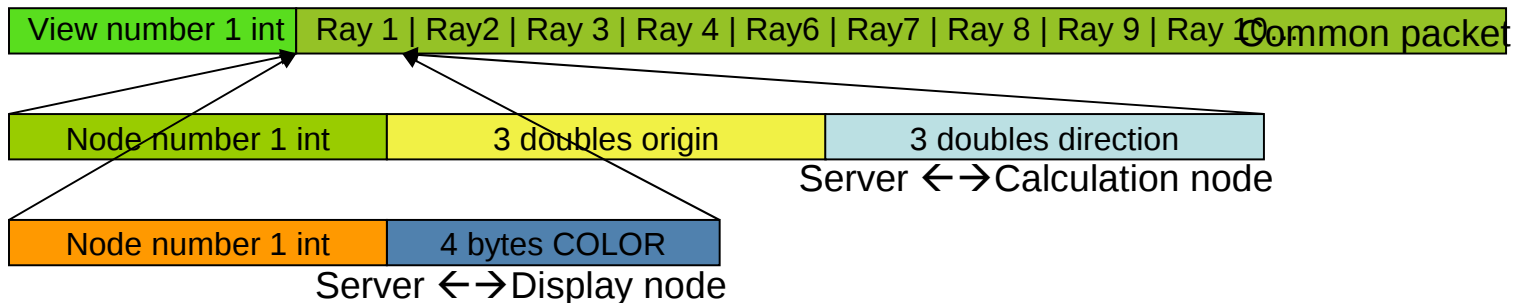 View number 1 int Ray 1 | Ray2 | Ray 3 | Ray 4 | Ray6 | Ray7 | Ray 8 | Ray 9 | Ray 10... Common packet
Node number 1 int 3 doubles origin 3 doubles direction
Server ←→Calculation node
Node number 1 int 4 bytes COLOR
Server ←→Display node